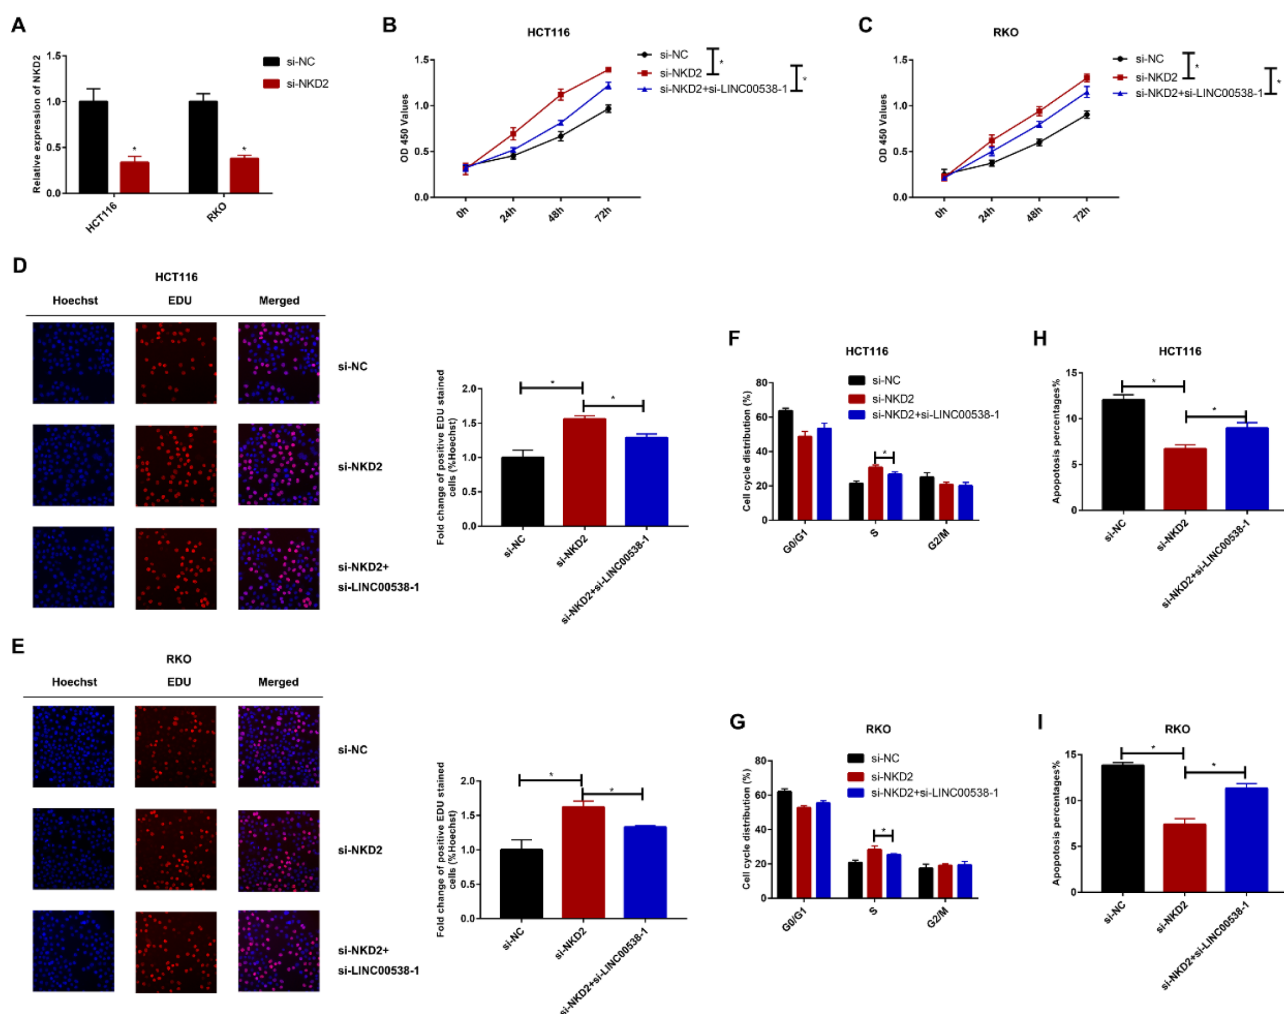 A
Relative expression of NKD2
1.5
1.0
0.5
0.0
HCT116
RKO
si-NC
si-NKD2
*
*
B
HCT116
OD 450 Values
1.5
1.0
0.5
0.0
0h
24h
48h
72h
si-NC
si-NKD2
si-NKD2+si-LINC00538-1
*
*
C
RKO
OD 450 Values
1.5
1.0
0.5
0.0
0h
24h
48h
72h
si-NC
si-NKD2
si-NKD2+si-LINC00538-1
*
*
D
HCT116
Hoechst
EDU
Merged
si-NC
si-NKD2
si-NKD2+
si-LINC00538-1
Fold change of positive EDU stained
cells (%Hoechst)
2.0
1.5
1.0
0.5
0.0
*
*
si-NC
si-NKD2
si-NKD2+si-LINC00538-1
F
HCT116
Cell cycle distribution (%)
80
60
40
20
0
si-NC
si-NKD2
si-NKD2+si-LINC00538-1
*
G0/G1
S
G2/M
H
HCT116
Apopotosis percentages%
15
10
5
0
*
*
si-NC
si-NKD2
si-NKD2+si-LINC00538-1
E
RKO
Hoechst
EDU
Merged
si-NC
si-NKD2
si-NKD2+
si-LINC00538-1
Fold change of positive EDU stained
cells (%Hoechst)
2.0
1.5
1.0
0.5
0.0
*
*
si-NC
si-NKD2
si-NKD2+si-LINC00538-1
G
RKO
Cell cycle distribution (%)
80
60
40
20
0
si-NC
si-NKD2
si-NKD2+si-LINC00538-1
*
G0/G1
S
G2/M
I
RKO
Apopotosis percentages%
15
10
5
0
*
*
si-NC
si-NKD2
si-NKD2+si-LINC00538-1